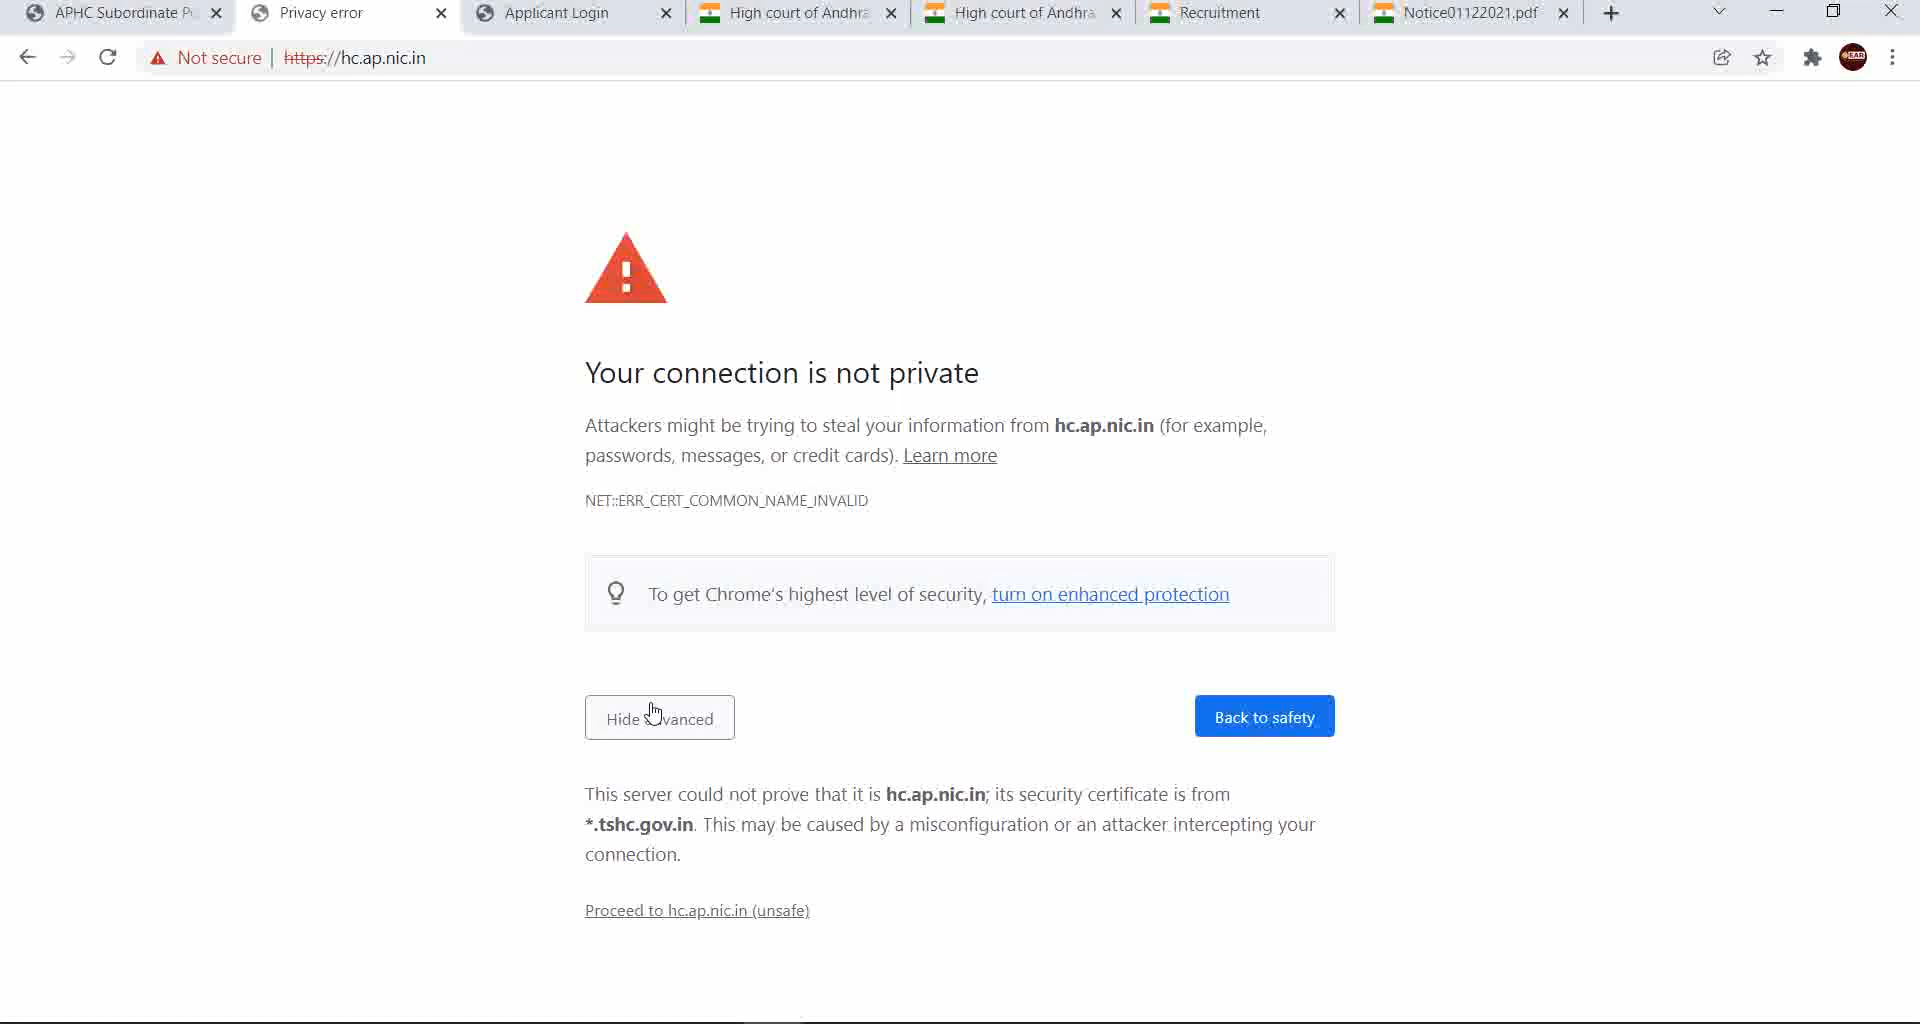 APHC Subordinate
Privacy error
Applicant Login
High court of Andhra
High court of Andhra
Recruitment
Notice01122021.pdf
Not secure
https://hc.ap.nic.in
EAR
Your connection is not private
Attackers might be trying to steal your information from hc.ap.nic.in (for example,
passwords, messages, or credit cards). Learn more
NET::ERR_CERT_COMMON_NAME_INVALID
To get Chrome's highest level of security, turn on enhanced protection
Hide vanced
Back to safety
This server could not prove that it is hc.ap.nic.in; its security certificate is from
*.tshc.gov.in. This may be caused by a misconfiguration or an attacker intercepting your
connection.
Proceed to hc.ap.nic.in (unsafe)